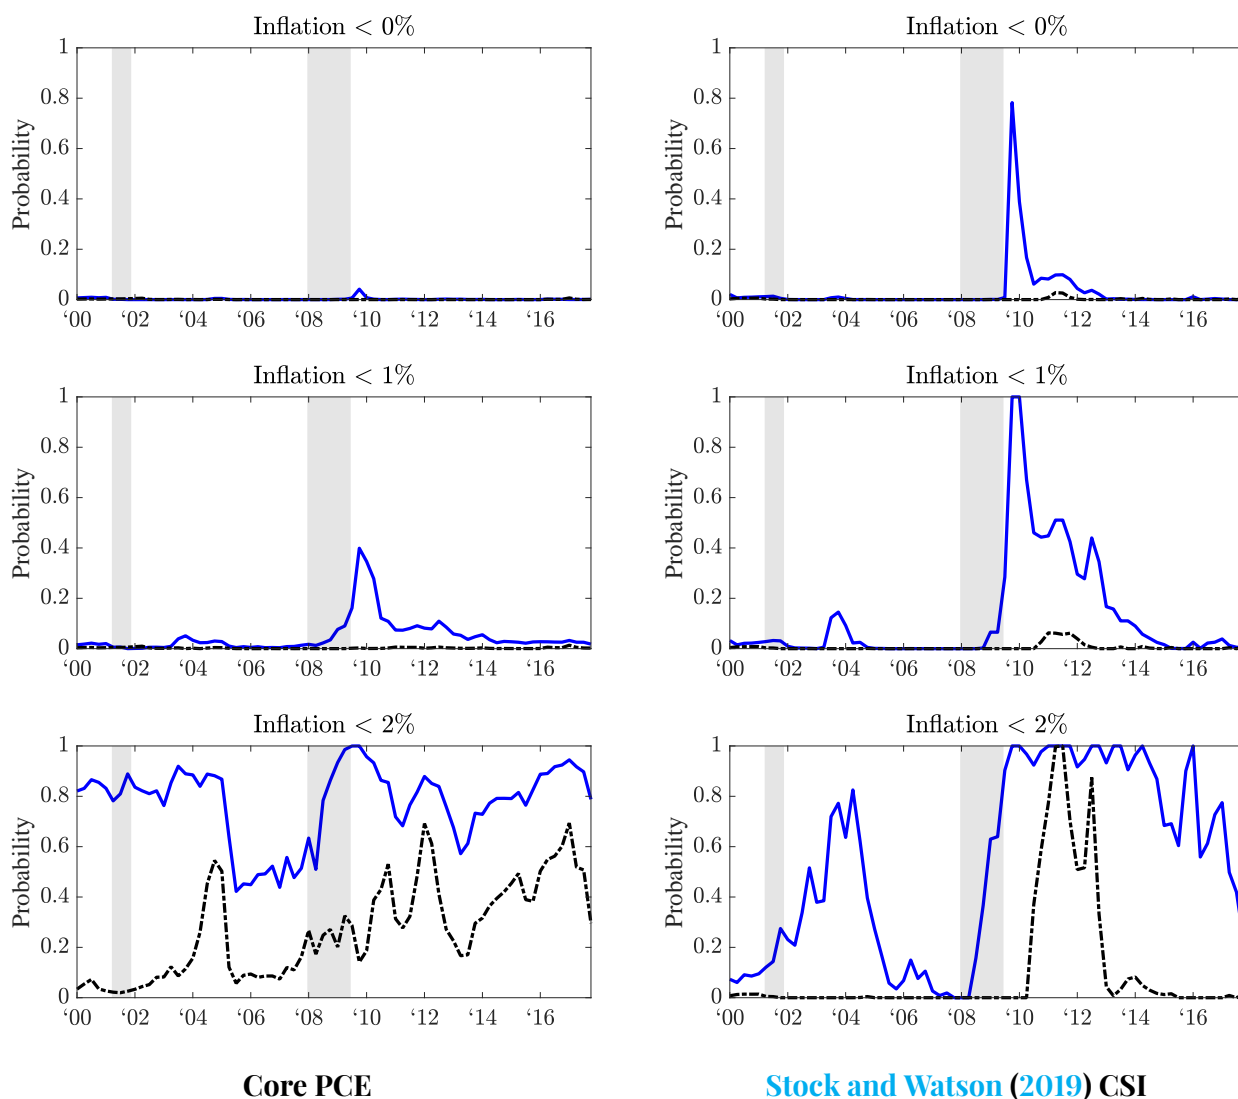 Inflation < 0%
1
0.8
0.6
0.4
0.2
0
Probability
‘00 ‘02 ‘04 ‘06 ‘08 ‘10 ‘12 ‘14 ‘16
Inflation < 0%
1
0.8
0.6
0.4
0.2
0
Probability
‘00 ‘02 ‘04 ‘06 ‘08 ‘10 ‘12 ‘14 ‘16
Inflation < 1%
1
0.8
0.6
0.4
0.2
0
Probability
‘00 ‘02 ‘04 ‘06 ‘08 ‘10 ‘12 ‘14 ‘16
Inflation < 1%
1
0.8
0.6
0.4
0.2
0
Probability
‘00 ‘02 ‘04 ‘06 ‘08 ‘10 ‘12 ‘14 ‘16
Inflation < 2%
1
0.8
0.6
0.4
0.2
0
Probability
‘00 ‘02 ‘04 ‘06 ‘08 ‘10 ‘12 ‘14 ‘16
Inflation < 2%
1
0.8
0.6
0.4
0.2
0
Probability
‘00 ‘02 ‘04 ‘06 ‘08 ‘10 ‘12 ‘14 ‘16
Core PCE
Stock and Watson (2019) CSI